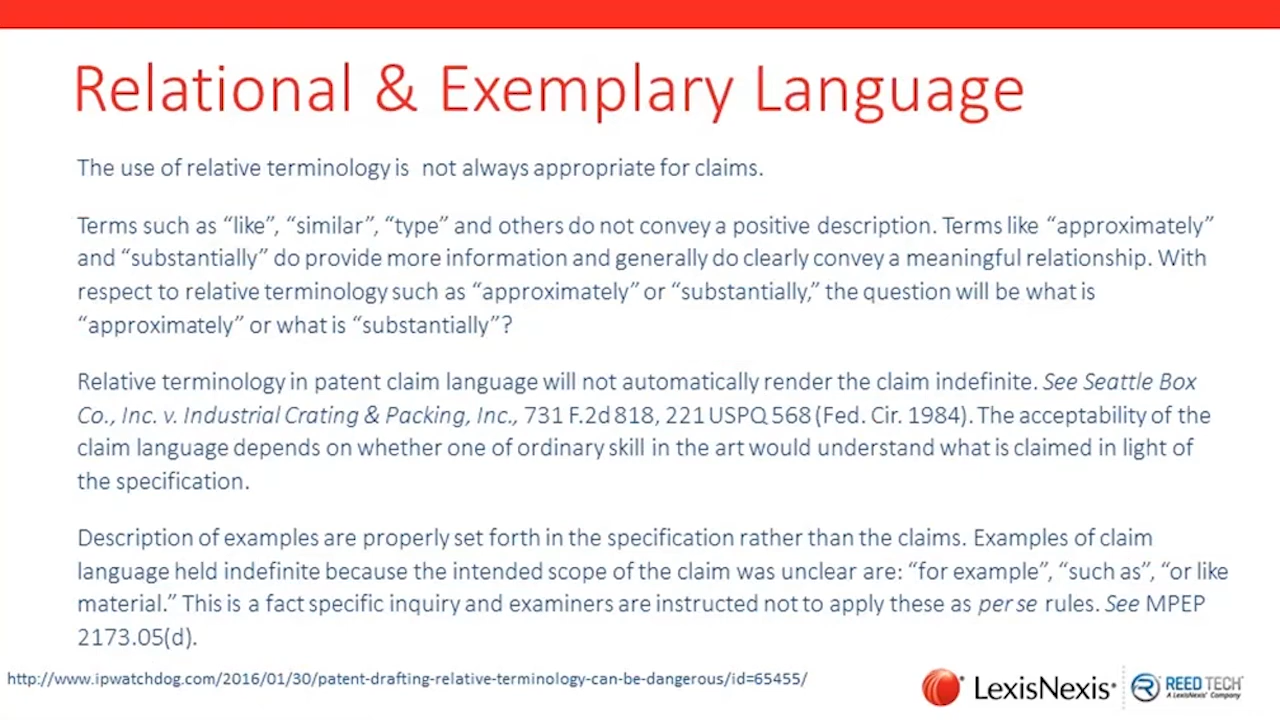 Relational & Exemplary Language
The use of relative terminology is not always appropriate for claims.
Terms such as “like”, “similar”, “type” and others do not convey a positive description. Terms like “approximately”
and “substantially” do provide more information and generally do clearly convey a meaningful relationship. With
respect to relative terminology such as “approximately” or “substantially,” the question will be what is
“approximately” or what is “substantially”?
Relative terminology in patent claim language will not automatically render the claim indefinite. See Seattle Box
Co., Inc. v. Industrial Crating & Packing, Inc., 731 F.2d 818, 221 USPQ 568 (Fed. Cir. 1984). The acceptability of the
claim language depends on whether one of ordinary skill in the art would understand what is claimed in light of
the specification.
Description of examples are properly set forth in the specification rather than the claims. Examples of claim
language held indefinite because the intended scope of the claim was unclear are: “for example”, “such as”, “or like
material.” This is a fact specific inquiry and examiners are instructed not to apply these as per se rules. See MPEP
2173.05(d).
http://www.ipwatchdog.com/2016/01/30/patent-drafting-relative-terminology-can-be-dangerous/id=65455/
LexisNexis®
REED TECH
A LexisNexis® Company